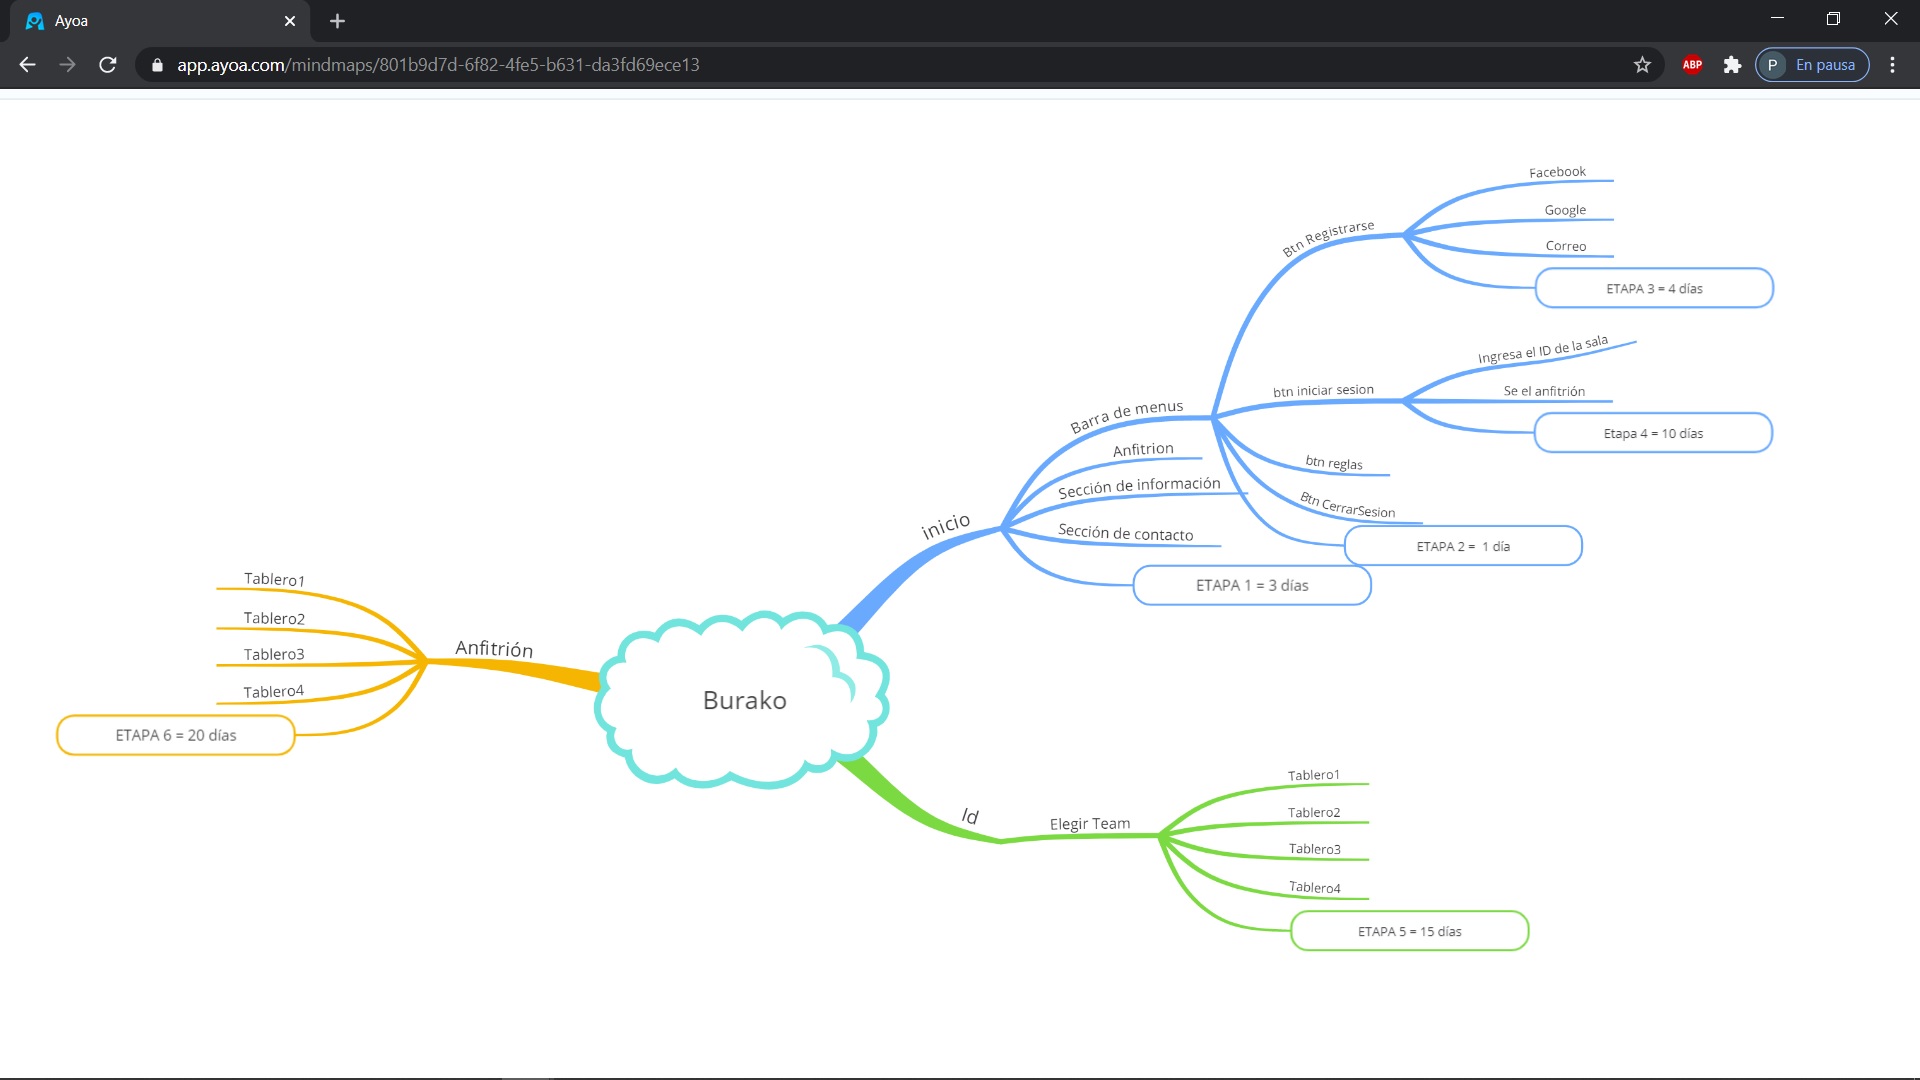 Ayoa
app.ayoa.com/mindmaps/801b9d7d-6f82-4fe5-b631-da3fd69ece13
ABP
P
En pausa
Facebook
Google
Correo
Btn Registrarse
ETAPA 3 = 4 días
Ingresa el ID de la sala
btn iniciar sesion
Se el anfitrión
Etapa 4 = 10 días
Barra de menus
Anfitrion
btn reglas
Sección de información
Btn CerrarSesion
inicio
Sección de contacto
ETAPA 2 = 1 día
ETAPA 1 = 3 días
Tablero1
Tablero2
Tablero3
Tablero4
Anfitrión
ETAPA 6 = 20 días
Burako
Id
Elegir Team
Tablero1
Tablero2
Tablero3
Tablero4
ETAPA 5 = 15 días